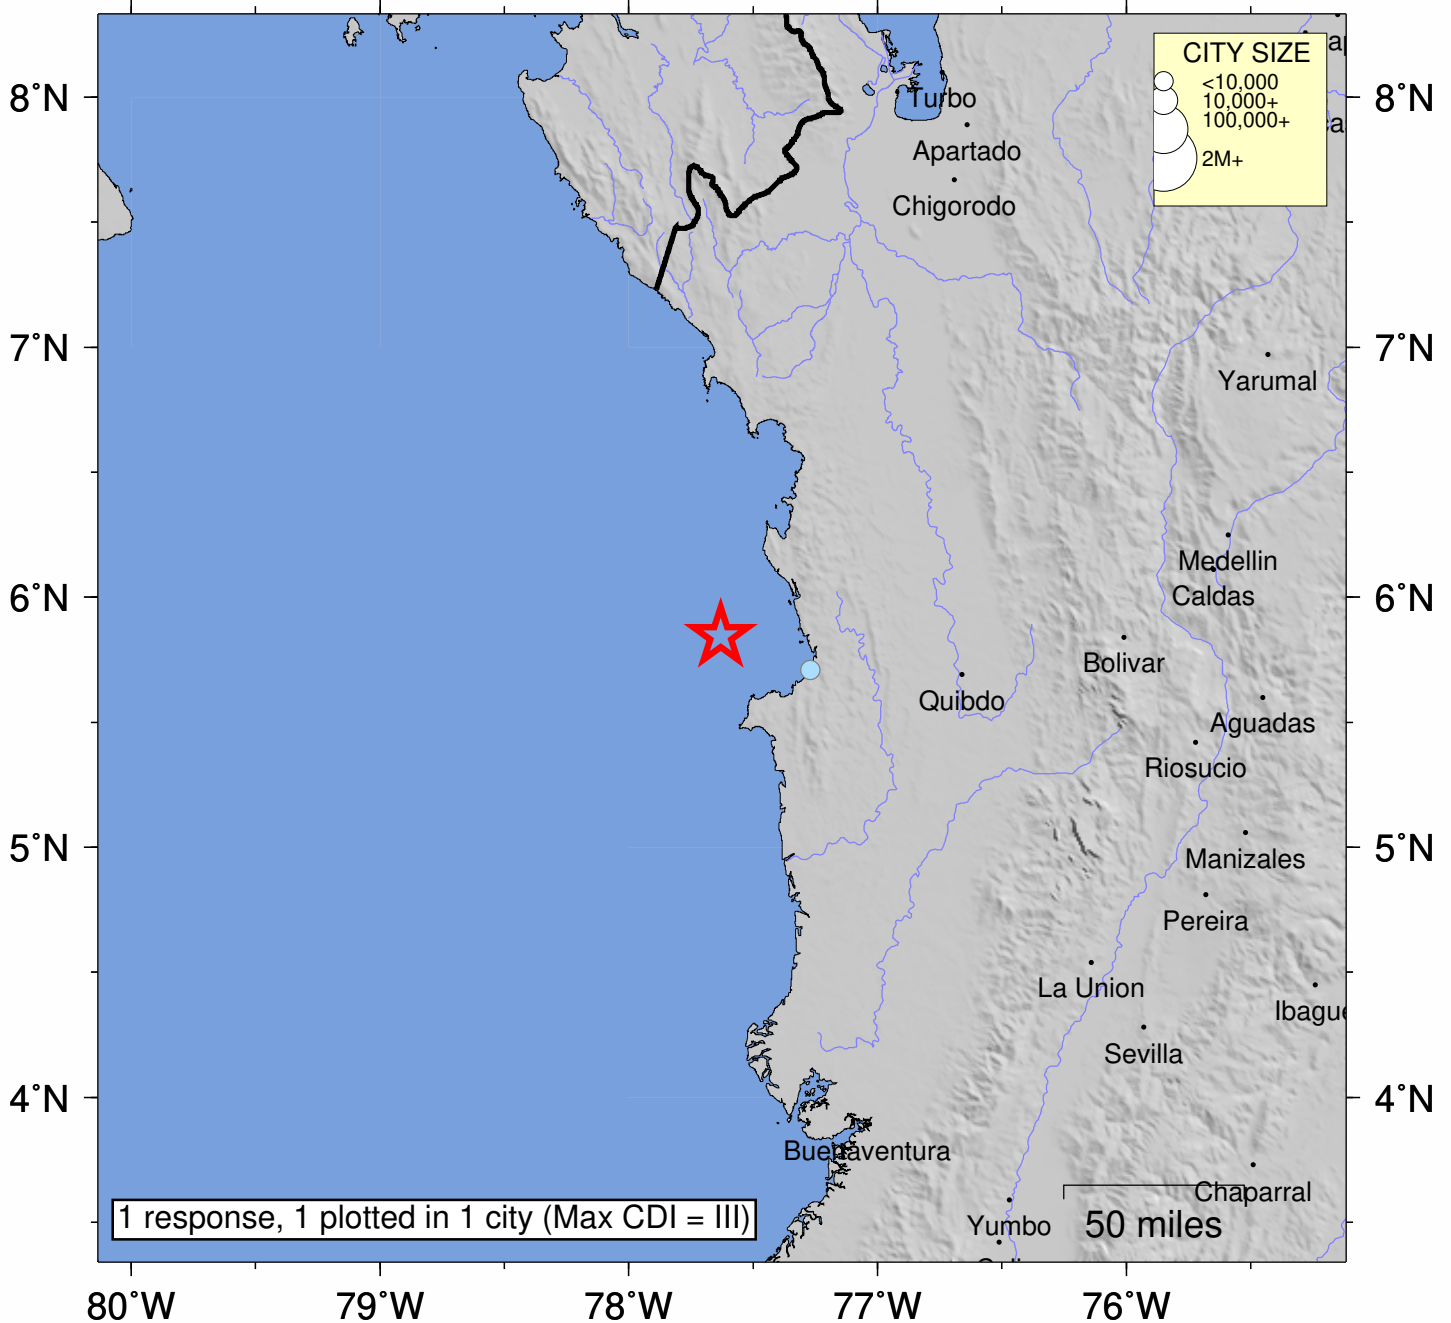 CITY SIZE
<10,000
10,000+
100,000+
2M+
8°N
8°N
Turbo
Apartado
Chigorodo
7°N
7°N
Yarumal
Medellin
Caldas
6°N
6°N
Bolivar
Quibdo
Aguadas
Riosucio
5°N
5°N
Manizales
Pereira
La Union
Ibague
Sevilla
4°N
4°N
Buenaventura
Chaparral
1 response, 1 plotted in 1 city (Max CDI = III)
Yumbo
50 miles
80°W
79°W
78°W
77°W
76°W